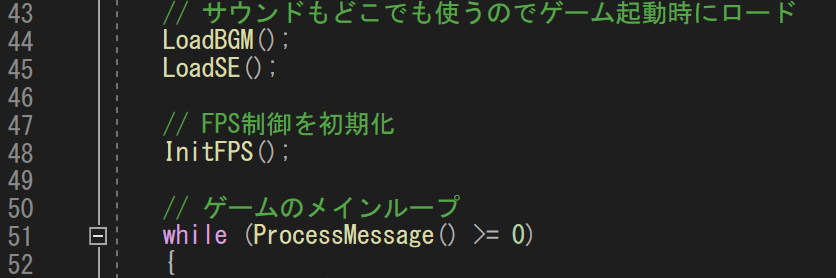 43 // サウンドもどこでも使うのでゲーム起動時にロード
44 LoadBGM();
45 LoadSE();
46
47 // FPS制御を初期化
48 InitFPS();
49
50 // ゲームのメインループ
51 while (ProcessMessage() >= 0)
52 {